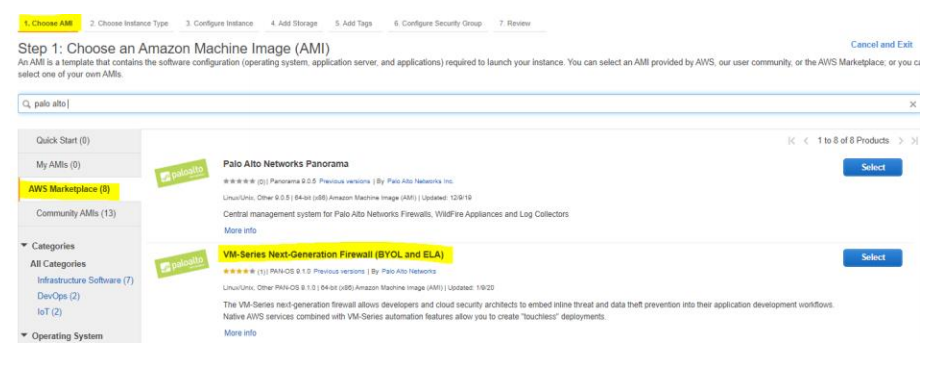 1. Choose AMI 2. Choose Instance Type 3. Configure Instance 4. Add Storage 5. Add Tags 6. Configure Security Group 7. Review
Step 1: Choose an Amazon Machine Image (AMI)
Cancel and Exit
An AMI is a template that contains the software configuration (operating system, application server, and applications) required to launch your instance. You can select an AMI provided by AWS, our user community, or the AWS Marketplace; or you ca
select one of your own AMIs.
palo alto
Quick Start (0)
My AMIs (0)
AWS Marketplace (8)
Community AMIs (13)
Categories
All Categories
Infrastructure Software (7)
DevOps (2)
IoT (2)
Operating System
1 to 8 of 8 Products
paloalto
Palo Alto Networks Panorama
(0) | Panorama 9.0.5 Previous versions | By Palo Alto Networks Inc.
Linux/Unix, Other 9.0.5 | 64-bit (x86) Amazon Machine Image (AMI) | Updated: 12/9/19
Central management system for Palo Alto Networks Firewalls, WildFire Appliances and Log Collectors
More info
Select
paloalto
VM-Series Next-Generation Firewall (BYOL and ELA)
(1) | PAN-OS 9.1.0 Previous versions | By Palo Alto Networks
Linux/Unix, Other PAN-OS 9.1.0 | 64-bit (x86) Amazon Machine Image (AMI) | Updated: 1/9/20
The VM-Series next-generation firewall allows developers and cloud security architects to embed inline threat and data theft prevention into their application development workflows.
Native AWS services combined with VM-Series automation features allow you to create "touchless" deployments.
More info
Select